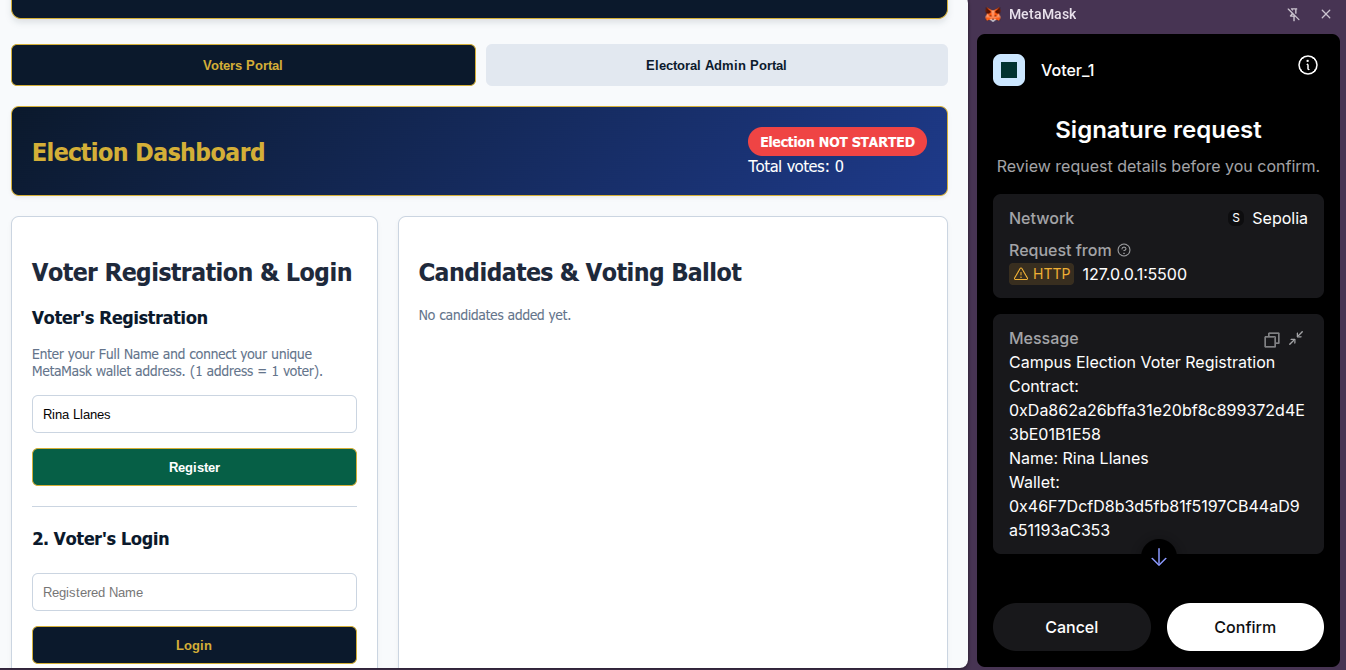 Voters Portal
Electoral Admin Portal
Election Dashboard
Election NOT STARTED
Total votes: 0
Voter Registration & Login
Voter's Registration
Enter your Full Name and connect your unique
MetaMask wallet address. (1 address = 1 voter).
Rina Llanes
Register
2. Voter's Login
Registered Name
Login
Candidates & Voting Ballot
No candidates added yet.
MetaMask
Voter_1
Signature request
Review request details before you confirm.
Network
S Sepolia
Request from
HTTP 127.0.0.1:5500
Message
Campus Election Voter Registration
Contract:
0xDa862a26bffa31e20bf8c899372d4E
3bE01B1E58
Name: Rina Llanes
Wallet:
0x46F7DcfD8b3d5fb81f5197CB44aD9
a51193aC353
Cancel
Confirm